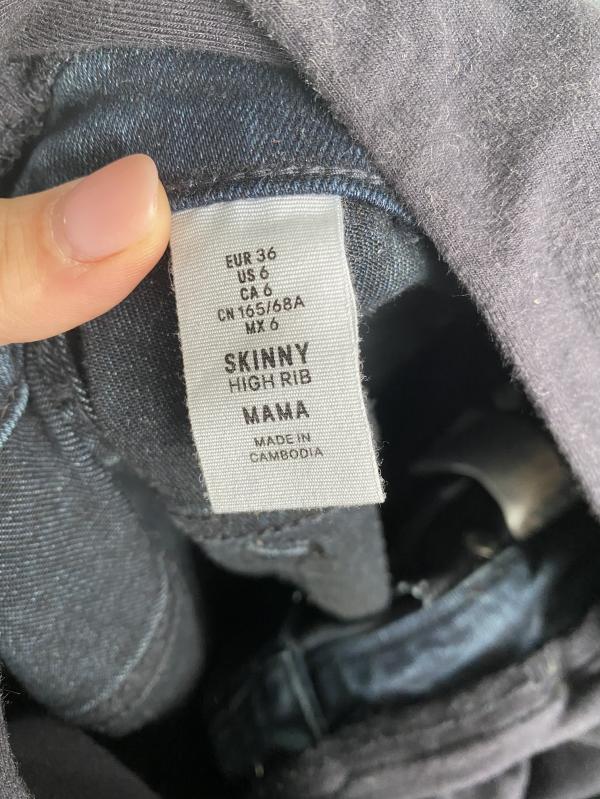 EUR 36
US 6
CA 6
CN 165/68A
MX 6
SKINNY
HIGH RIB
MAMA
MADE IN
CAMBODIA